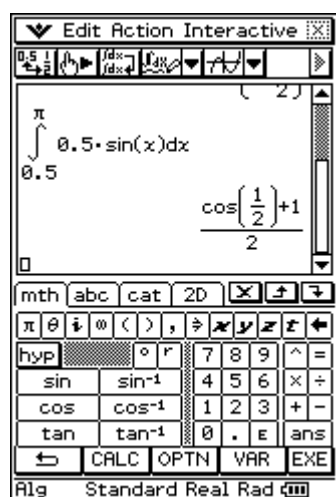 Edit Action Interactive
2)
π
∫ 0.5·sin(x)dx
0.5
cos(1/2)+1
2
mth abc cat 2D
π θ i ∞ ( ) , ⇒ x y z t ←
hyp ° r 7 8 9 ^ =
sin sin⁻¹ 4 5 6 × ÷
cos cos⁻¹ 1 2 3 + −
tan tan⁻¹ 0 . E ans
CALC OPTN VAR EXE
Alg Standard Real Rad